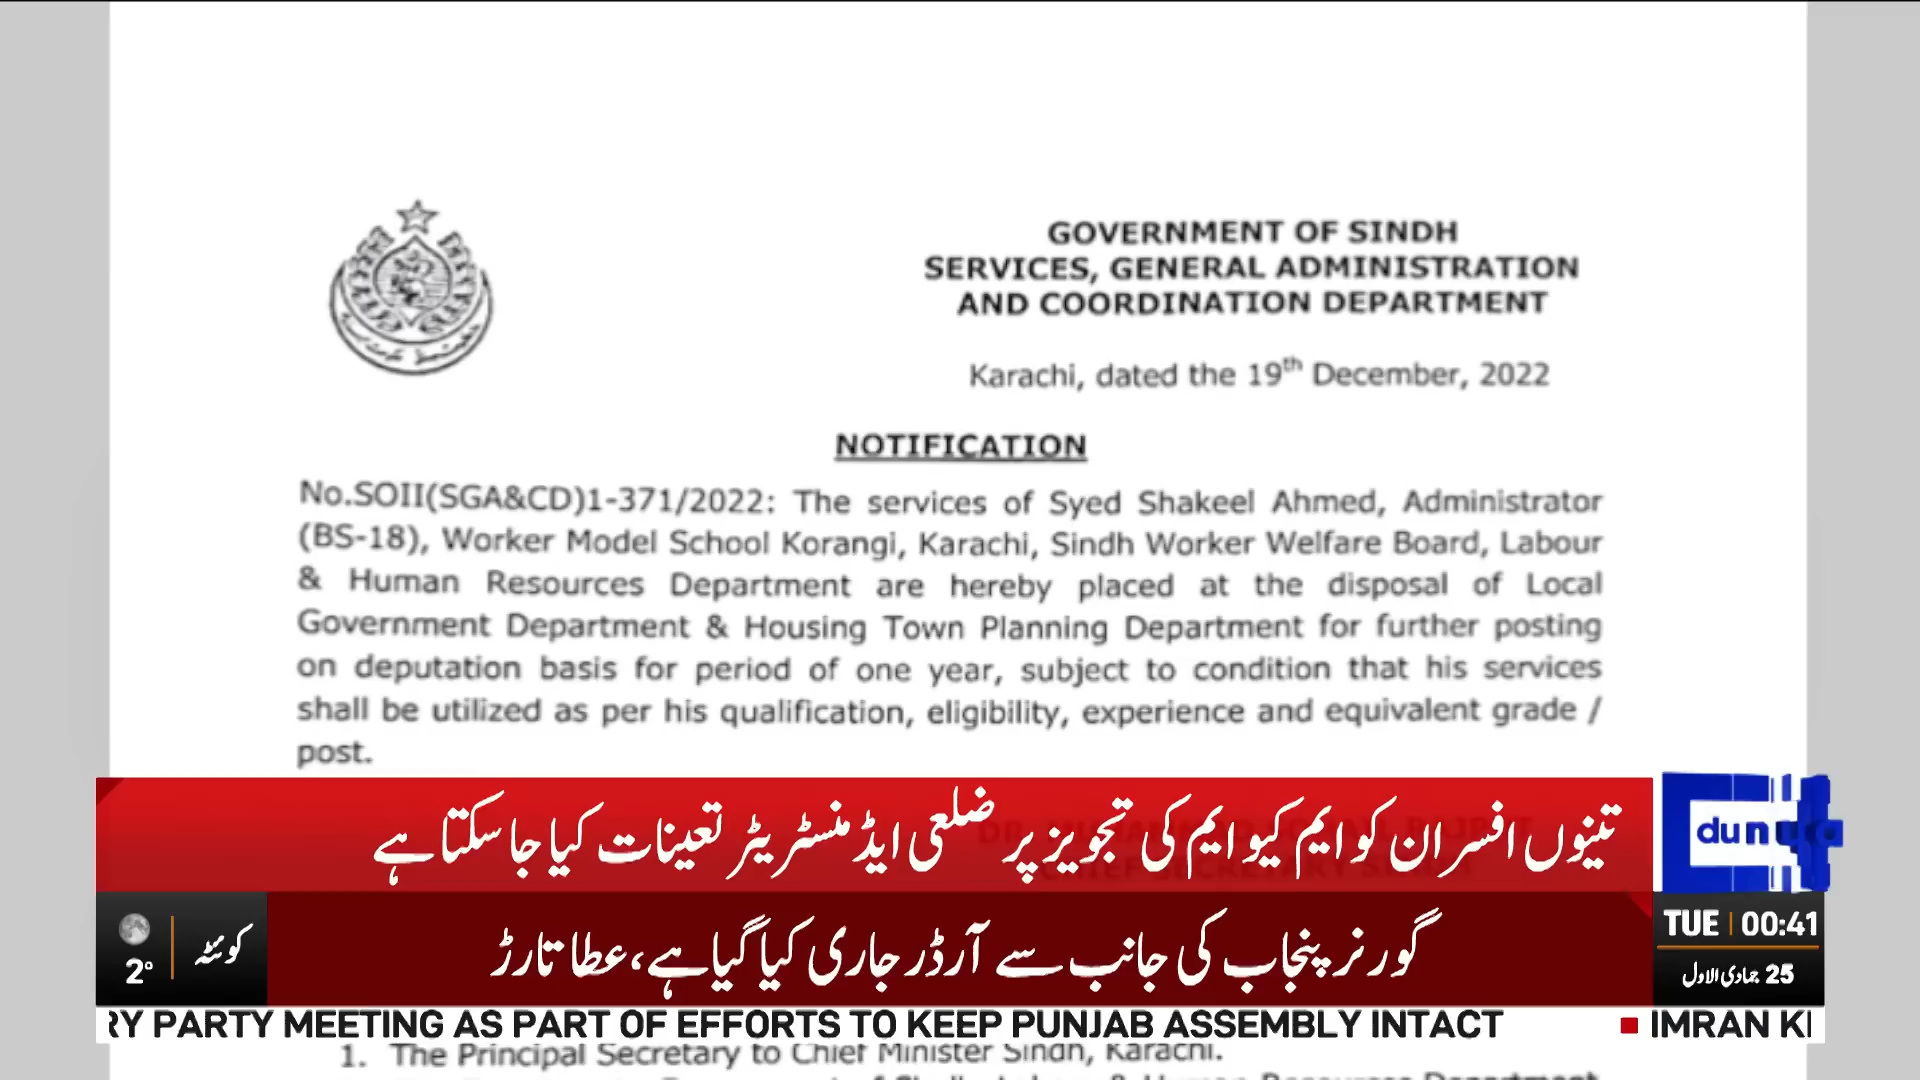 GOVERNMENT OF SINDH
SERVICES, GENERAL ADMINISTRATION
AND COORDINATION DEPARTMENT
Karachi, dated the 19th December, 2022
NOTIFICATION
No.SOII(SGA&CD)1-371/2022: The services of Syed Shakeel Ahmed, Administrator
(BS-18), Worker Model School Korangi, Karachi, Sindh Worker Welfare Board, Labour
& Human Resources Department are hereby placed at the disposal of Local
Government Department & Housing Town Planning Department for further posting
on deputation basis for period of one year, subject to condition that his services
shall be utilized as per his qualification, eligibility, experience and equivalent grade /
post.
تینوں افسران کو ایم کیو ایم کی تجویز پر ضلعی ایڈمنسٹریٹر تعینات کیا جا سکتا ہے
dun
گورنر پنجاب کی جانب سے آرڈر جاری کیا گیا ہے، عطا تارڑ
کوئٹہ
2°
TUE 00:41
25 جمادی الاول
RY PARTY MEETING AS PART OF EFFORTS TO KEEP PUNJAB ASSEMBLY INTACT
IMRAN KI
1. The Principal Secretary to Chief Minister Sindh, Karachi.